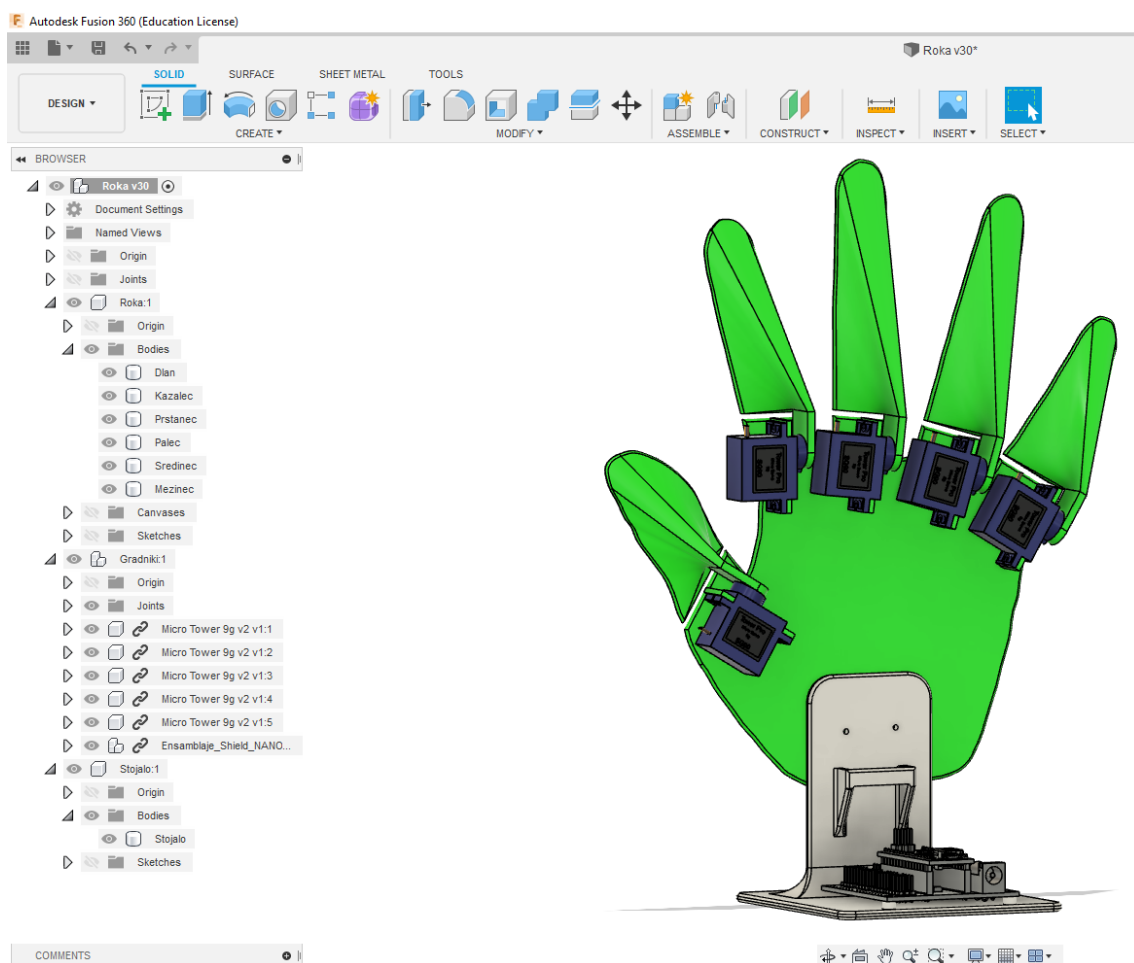 Autodesk Fusion 360 (Education License)
Roka v30*
SOLID SURFACE SHEET METAL TOOLS
DESIGN
CREATE MODIFY ASSEMBLE CONSTRUCT INSPECT INSERT SELECT
BROWSER
Roka v30
Document Settings
Named Views
Origin
Joints
Roka:1
Origin
Bodies
Dlan
Kazalec
Prstanec
Palec
Sredinec
Mezinec
Canvases
Sketches
Gradniki:1
Origin
Joints
Micro Tower 9g v2 v1:1
Micro Tower 9g v2 v1:2
Micro Tower 9g v2 v1:3
Micro Tower 9g v2 v1:4
Micro Tower 9g v2 v1:5
Ensamblaje_Shield_NANO...
Stojalo:1
Origin
Bodies
Stojalo
Sketches
COMMENTS